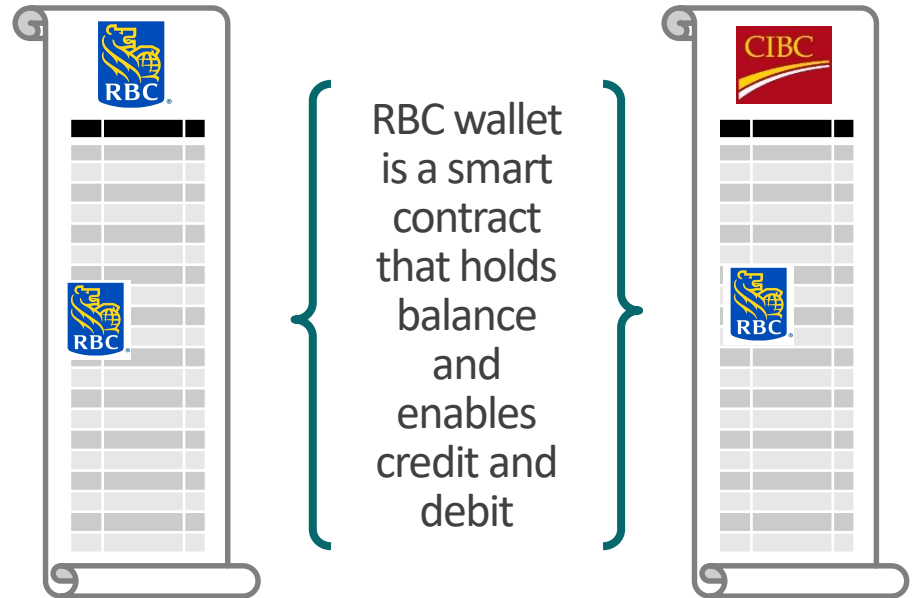 RBC
®
CIBC
RBC wallet
is a smart
contract
that holds
balance
and
enables
credit and
debit
RBC
®
RBC
®